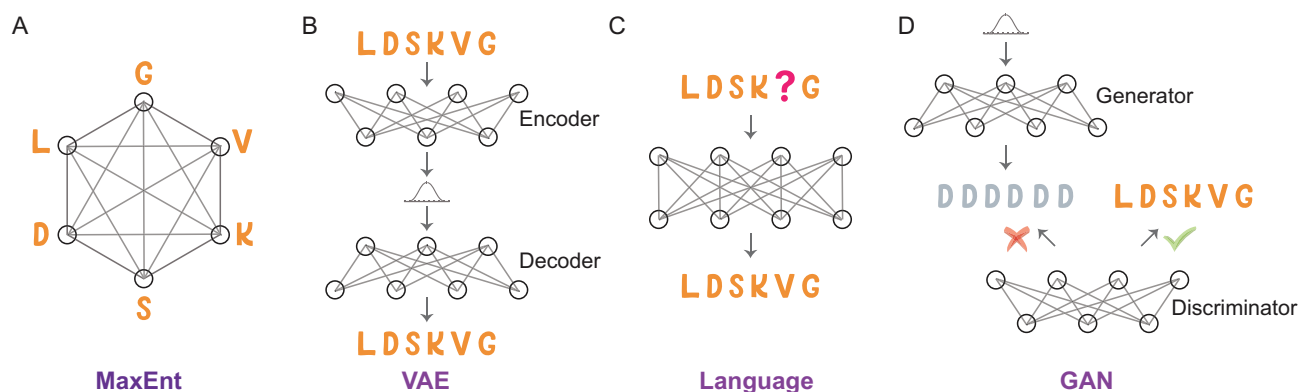 A
G
L
V
D
K
S
MaxEnt
B
LDSKVG
Encoder
Decoder
LDSKVG
VAE
C
LDSK?G
LDSKVG
Language
D
Generator
DDDDDD
LDSKVG
Discriminator
GAN